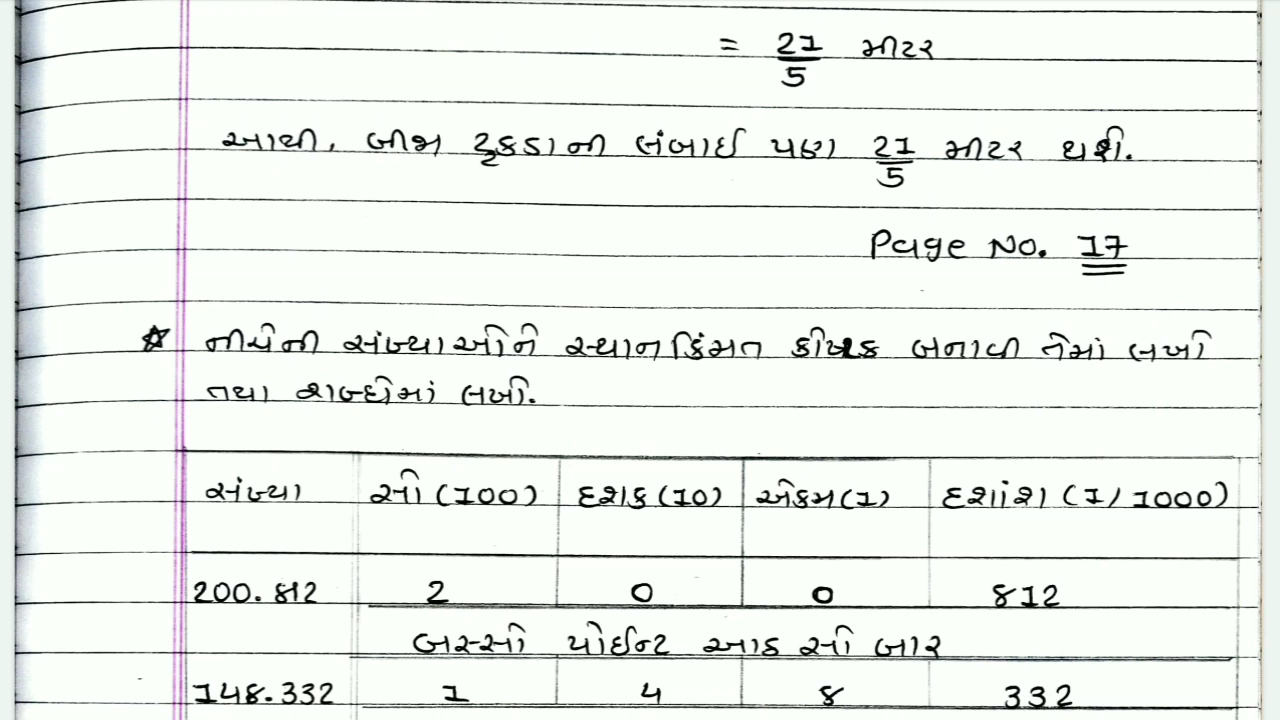 = 21/5 મીટર
આથી, બીજા ટુકડાની લંબાઈ પણ 21/5 મીટર થશે.
Page No. 17
☆ નીચેની સંખ્યાઓને સ્થાનકિંમત કોષ્ટક બનાવી તેમાં લખો
તથા શબ્દોમાં લખો.
સંખ્યા સો (100) દશક (10) એકમ (1) દશાંશ (1/1000)
200.812 2 0 0 812
બસ્સો પોઈન્ટ આઠ સો બાર
148.332 1 4 8 332